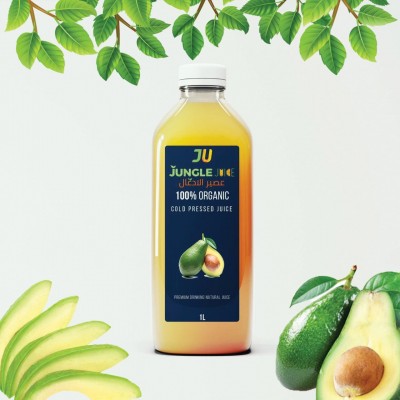 JU
JUNGLE JUICE
عصير الادغال
100% ORGANIC
COLD PRESSED JUICE
PREMIUM DRINKING NATURAL JUICE
1L